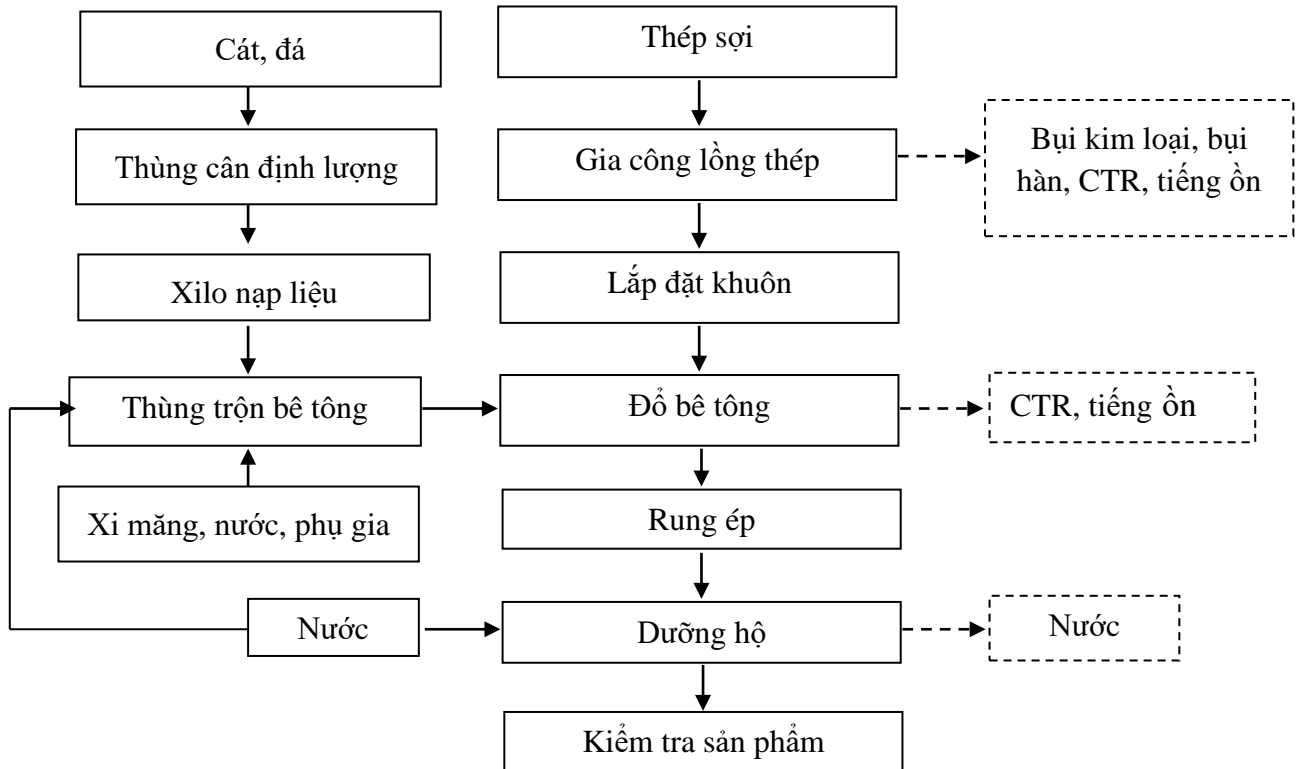 Cát, đá
Thép sợi
Thùng cân định lượng
Gia công lồng thép
Bụi kim loại, bụi
hàn, CTR, tiếng ồn
Xilo nạp liệu
Lắp đặt khuôn
Thùng trộn bê tông
Đổ bê tông
CTR, tiếng ồn
Xi măng, nước, phụ gia
Rung ép
Nước
Dưỡng hộ
Nước
Kiểm tra sản phẩm